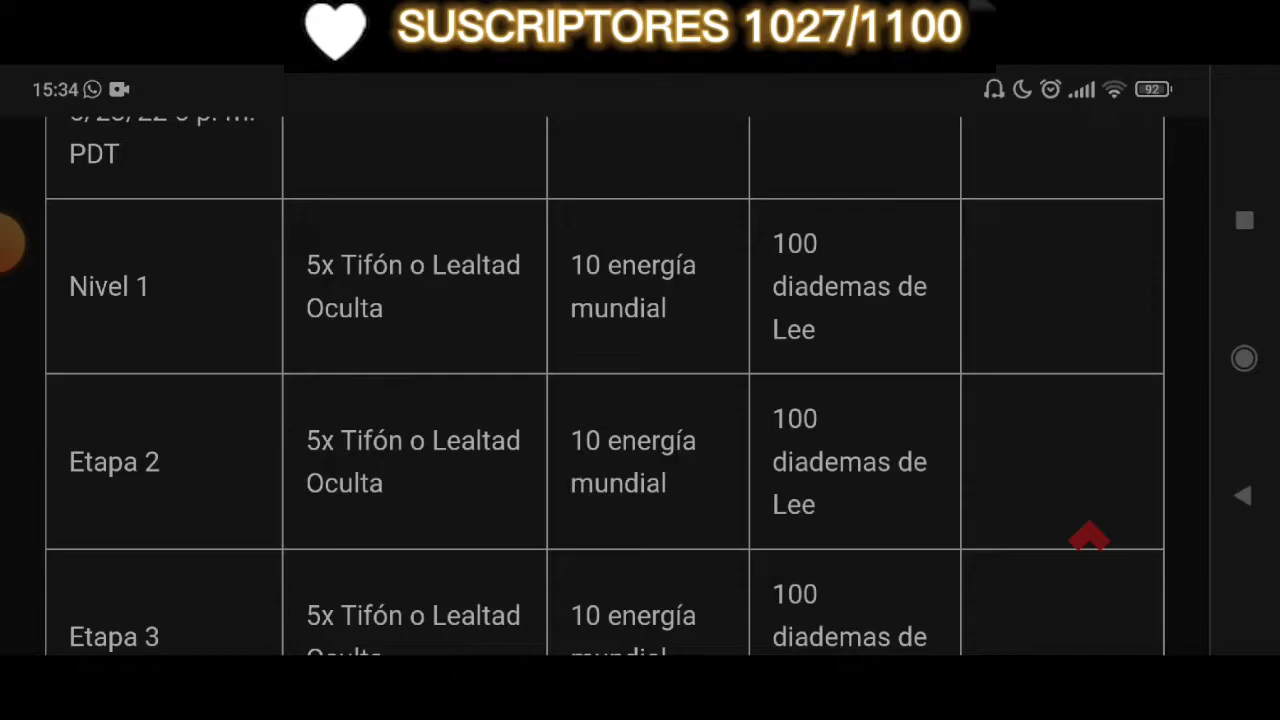 SUSCRIPTORES 1027/1100
15:34
92
PDT
Nivel 1
5x Tifón o Lealtad
Oculta
10 energía
mundial
100
diademas de
Lee
Etapa 2
5x Tifón o Lealtad
Oculta
10 energía
mundial
100
diademas de
Lee
Etapa 3
5x Tifón o Lealtad
10 energía
100
diademas de